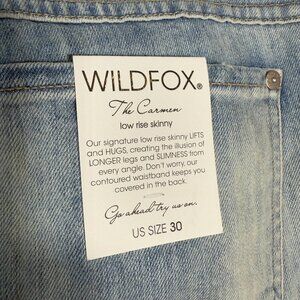 WILDFOX®
The Carmen
low rise skinny
Our signature low rise skinny LIFTS
and HUGS, creating the illusion of
LONGER legs and SLIMNESS from
every angle. Don't worry, our
contoured waistband keeps you
covered in the back.
Go ahead try us on.
US SIZE 30